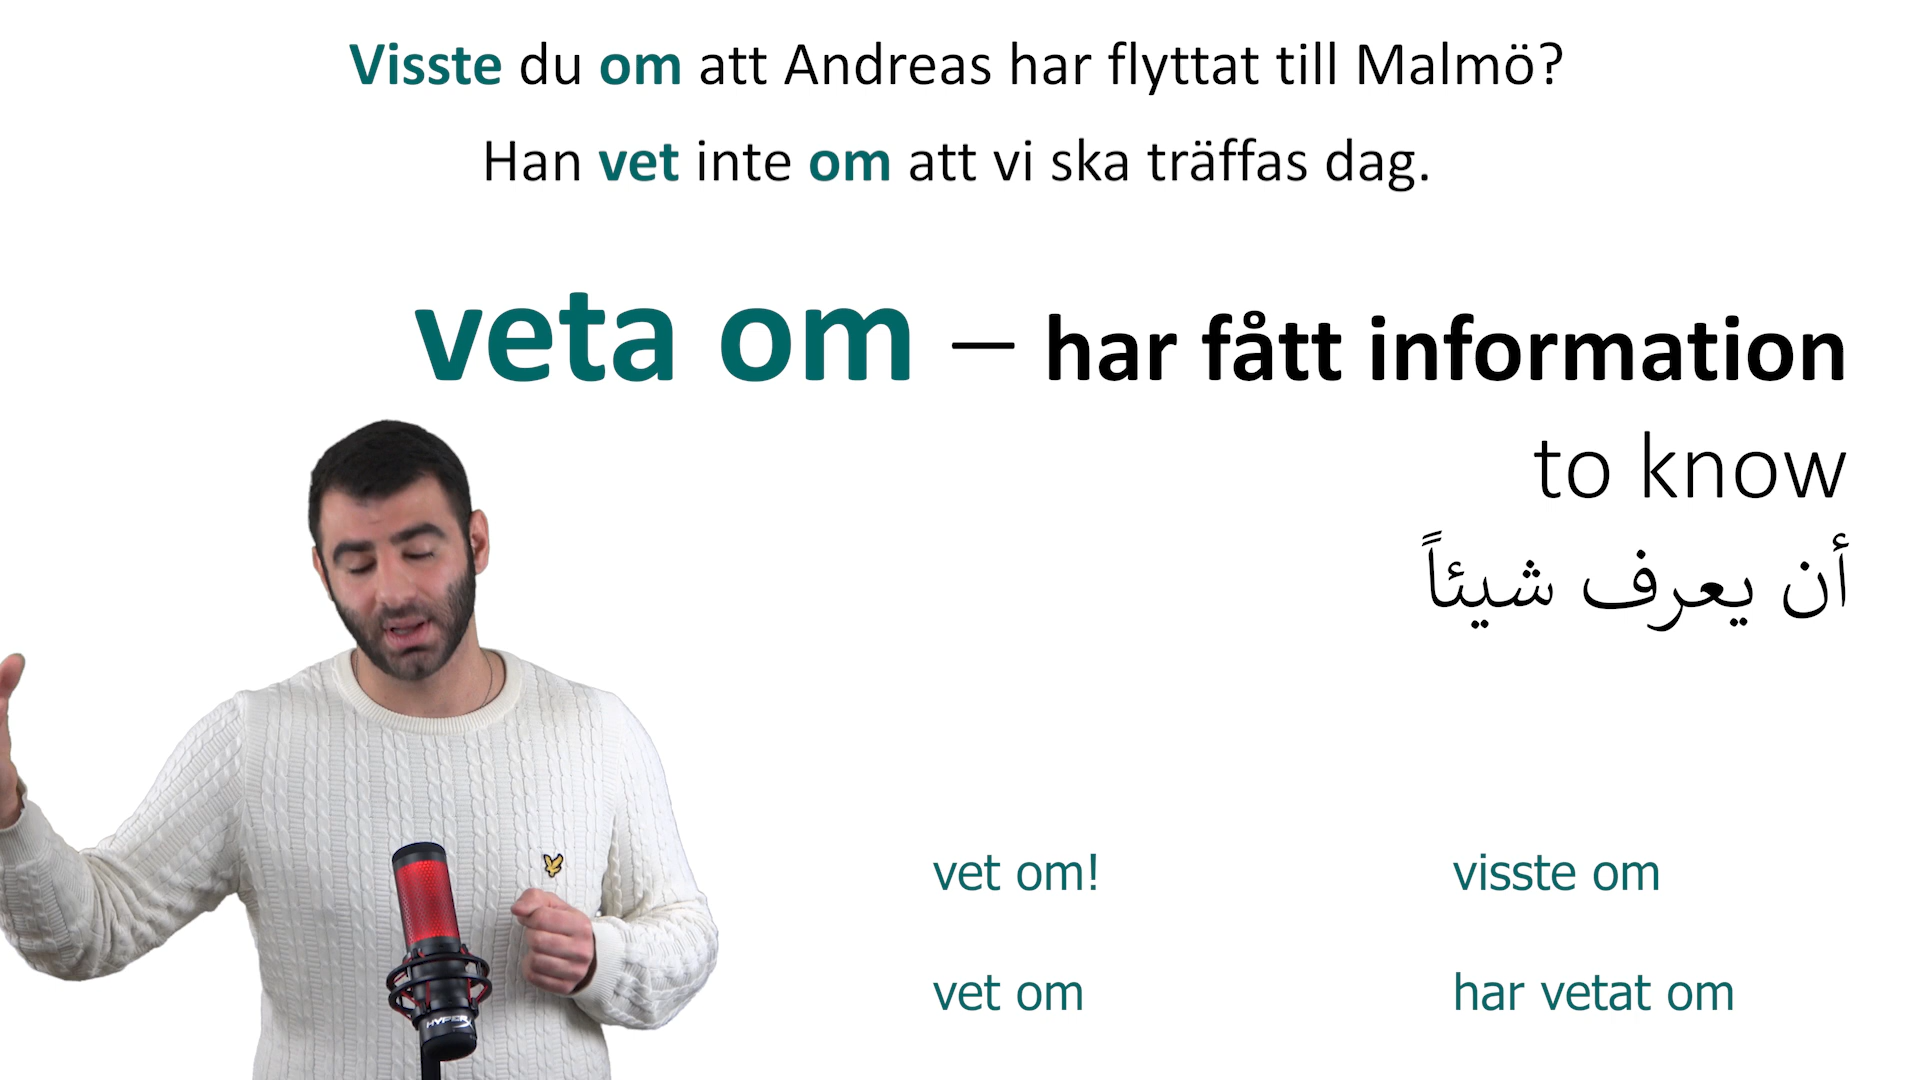 Visste du om att Andreas har flyttat till Malmö?
Han vet inte om att vi ska träffas dag.
veta om – har fått information
to know
أن يعرف شيئاً
vet om!
visste om
vet om
har vetat om
HYPERX